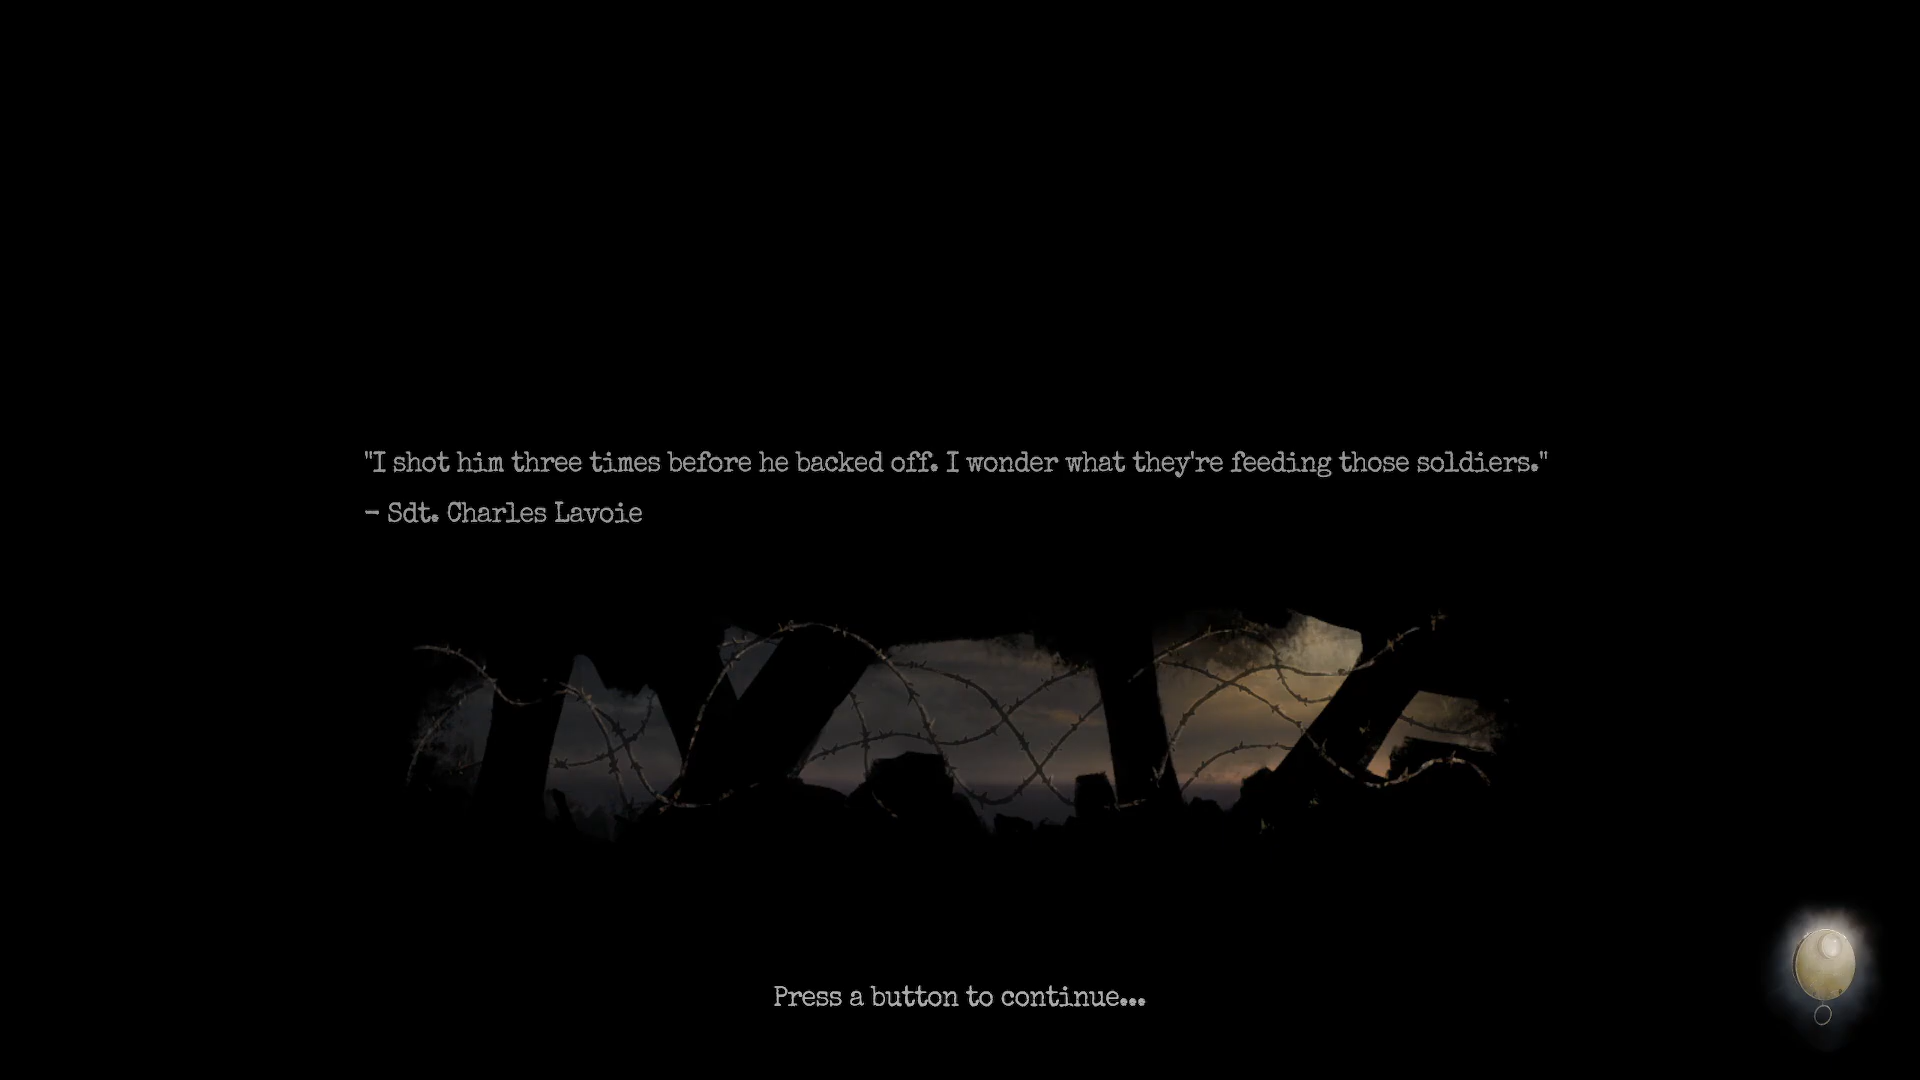 "I shot him three times before he backed off. I wonder what they're feeding those soldiers."
- Sdt. Charles Lavoie
Press a button to continue...